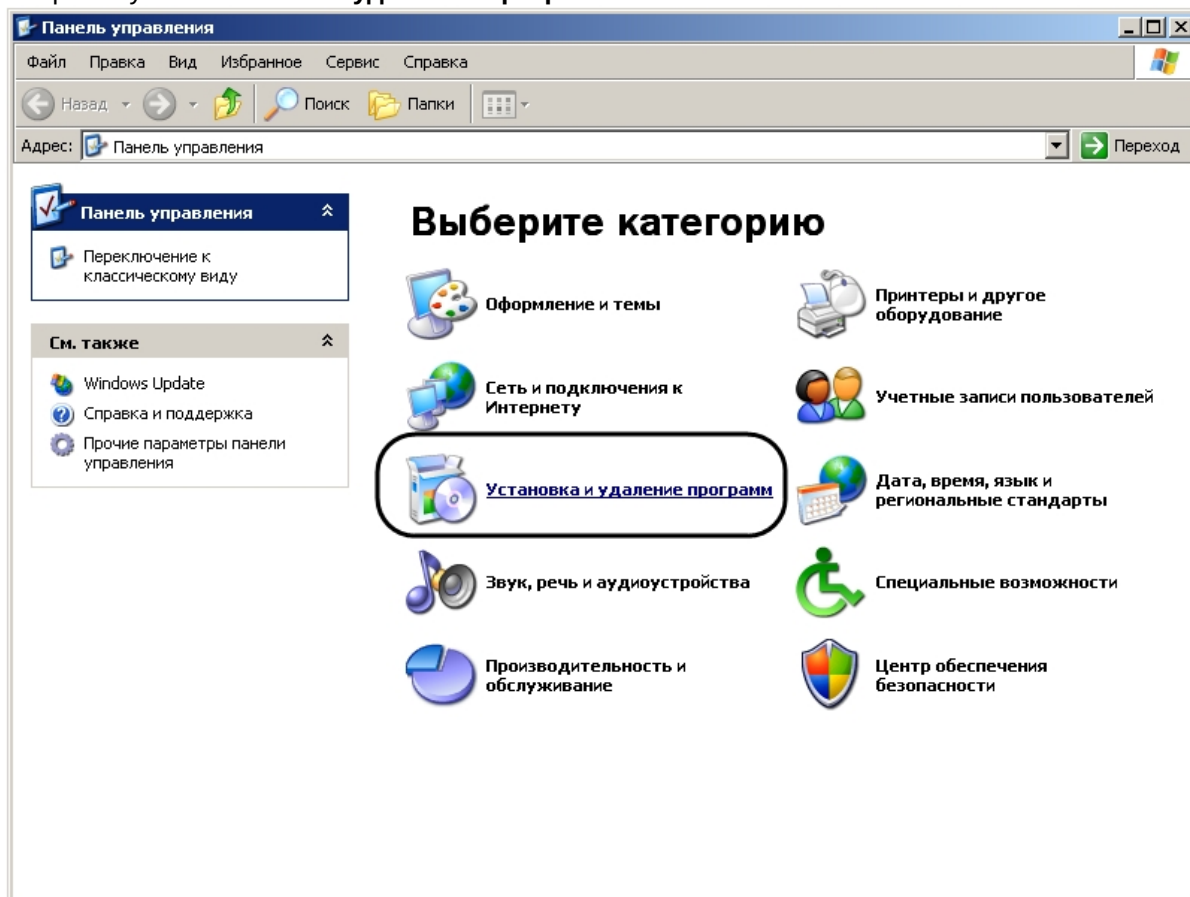 Панель управления
Файл Правка Вид Избранное Сервис Справка
Назад Поиск Папки
Адрес: Панель управления Переход
Панель управления
Переключение к
классическому виду
См. также
Windows Update
Справка и поддержка
Прочие параметры панели
управления
Выберите категорию
Оформление и темы
Принтеры и другое
оборудование
Сеть и подключения к
Интернету
Учетные записи пользователей
Установка и удаление программ
Дата, время, язык и
региональные стандарты
Звук, речь и аудиоустройства
Специальные возможности
Производительность и
обслуживание
Центр обеспечения
безопасности